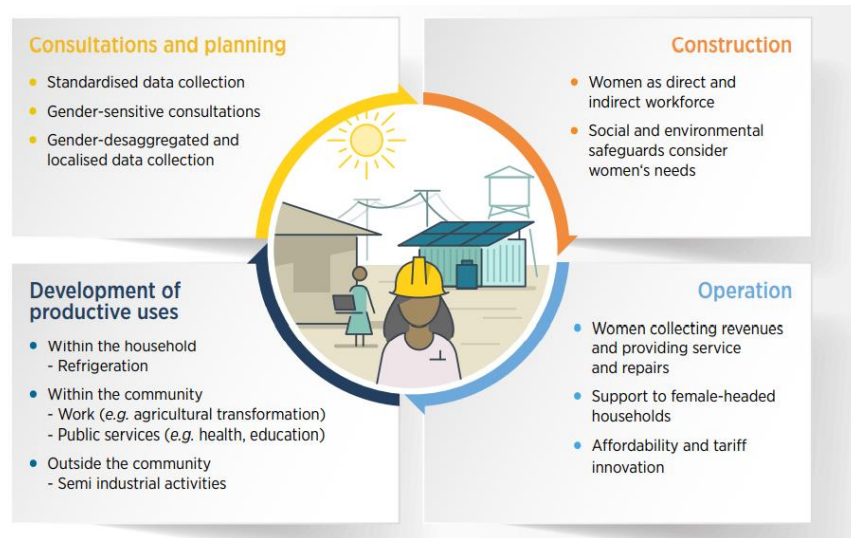 Consultations and planning
• Standardised data collection
• Gender-sensitive consultations
• Gender-desaggregated and
localised data collection
Construction
• Women as direct and
indirect workforce
• Social and environmental
safeguards consider
women‘s needs
Development of
productive uses
• Within the household
- Refrigeration
• Within the community
- Work (e.g. agricultural transformation)
- Public services (e.g. health, education)
• Outside the community
- Semi industrial activities
Operation
• Women collecting revenues
and providing service
and repairs
• Support to female-headed
households
• Affordability and tariff
innovation